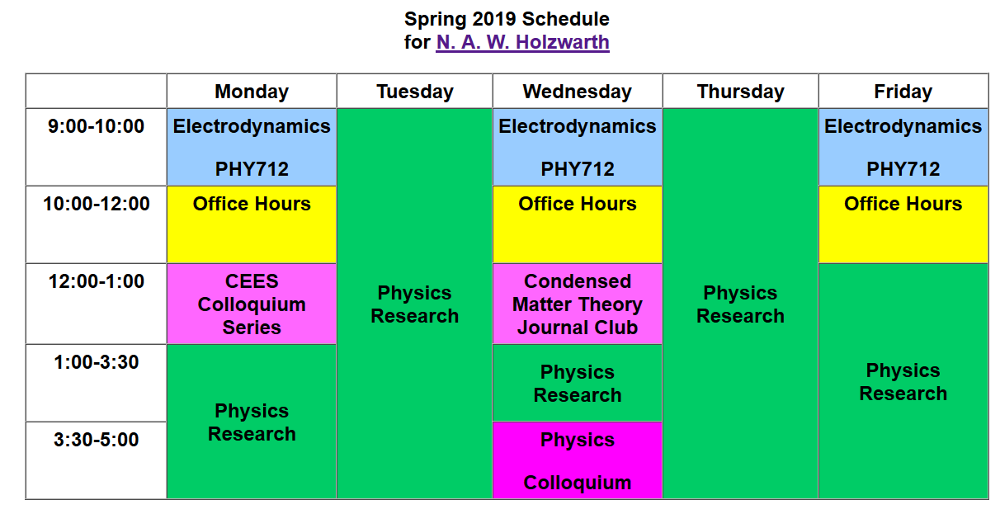 Spring 2019 Schedule
for N. A. W. Holzwarth
Monday Tuesday Wednesday Thursday Friday
9:00-10:00 Electrodynamics Electrodynamics Electrodynamics
PHY712 PHY712 PHY712
10:00-12:00 Office Hours Office Hours Office Hours
12:00-1:00 CEES Condensed
Physics Physics
Colloquium Matter Theory
Research Research
Series Journal Club
1:00-3:30
Physics Physics
Research Research
Physics
Research
3:30-5:00 Physics
Colloquium